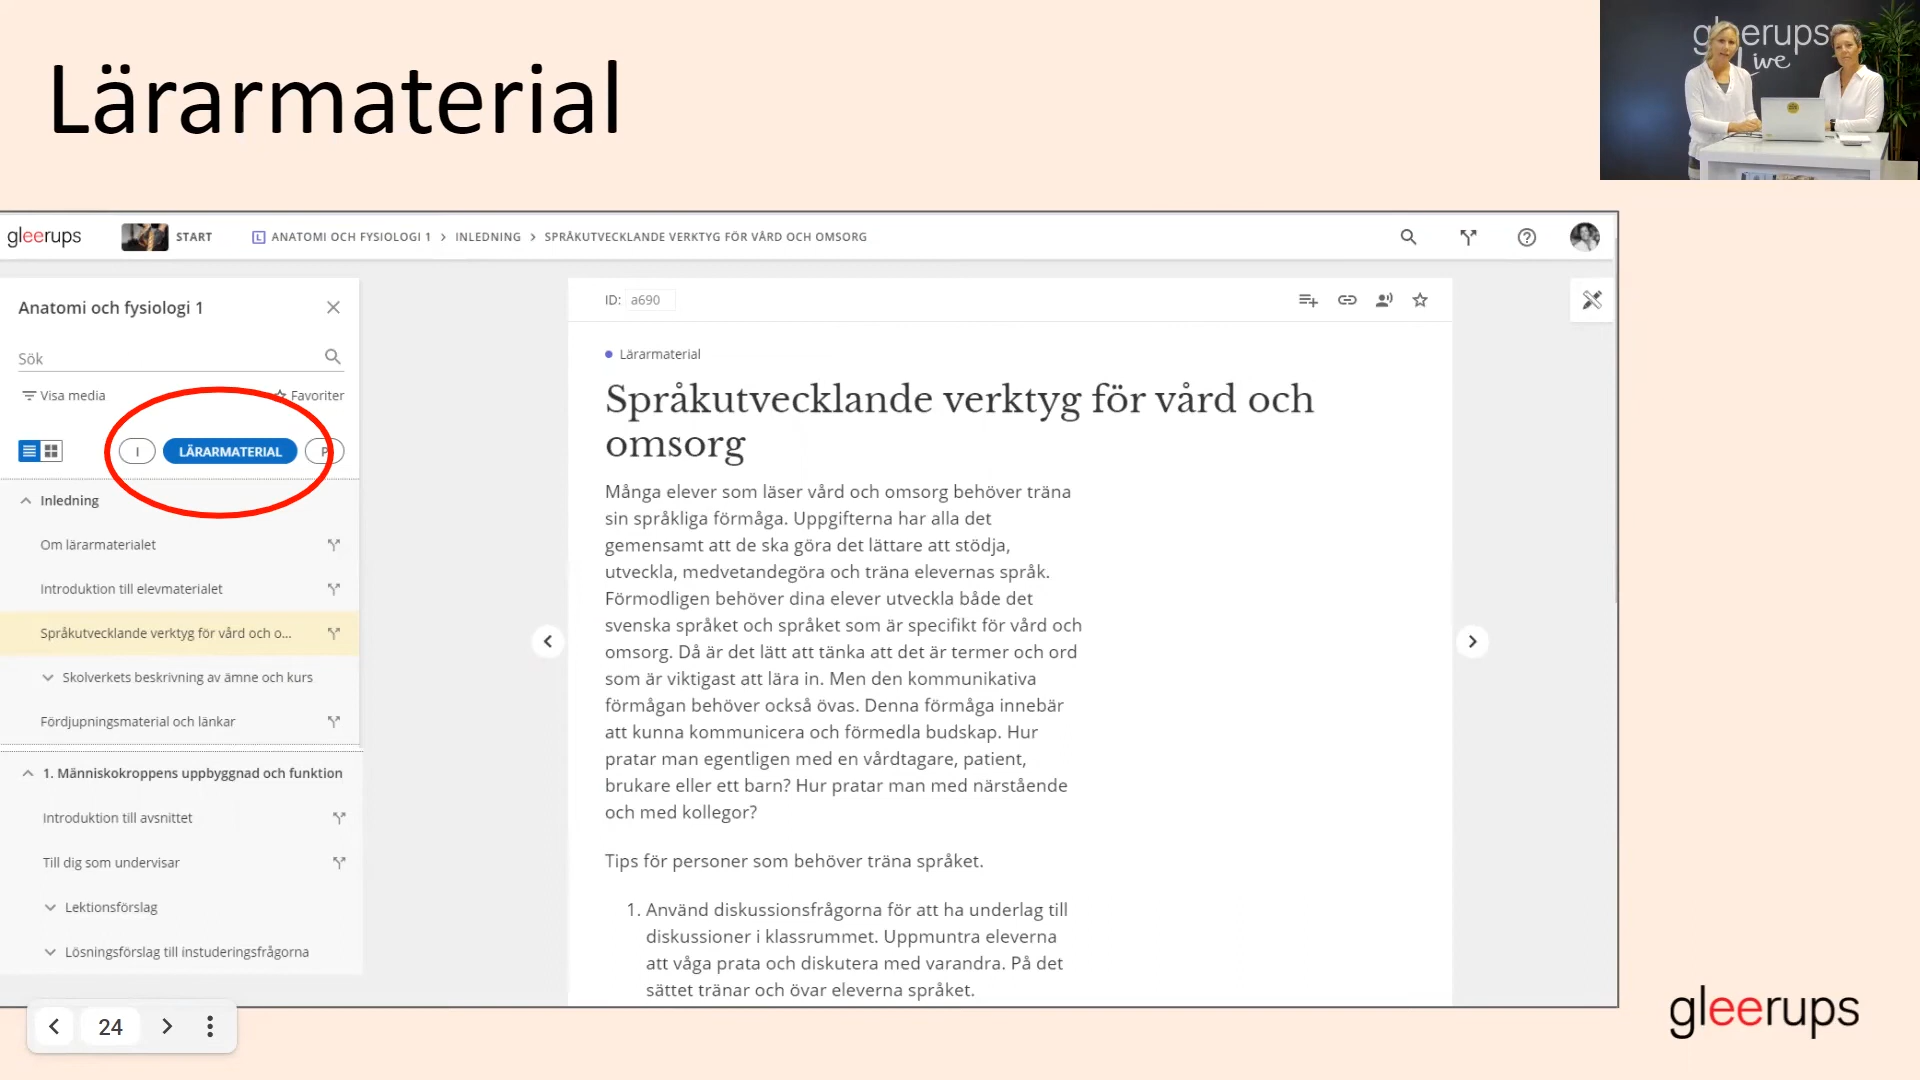 Lärarmaterial
gleerups
Live
gleerups
START
ANATOMI OCH FYSIOLOGI 1 > INLEDNING > SPRÅKUTVECKLANDE VERKTYG FÖR VÅRD OCH OMSORG
Anatomi och fysiologi 1
Sök
Visa media
Favoriter
I
LÄRARMATERIAL
P
Inledning
Om lärarmaterialet
Introduktion till elevmaterialet
Språkutvecklande verktyg för vård och o...
Skolverkets beskrivning av ämne och kurs
Fördjupningsmaterial och länkar
1. Människokroppens uppbyggnad och funktion
Introduktion till avsnittet
Till dig som undervisar
Lektionsförslag
Lösningsförslag till instuderingsfrågorna
ID: a690
Lärarmaterial
Språkutvecklande verktyg för vård och
omsorg
Många elever som läser vård och omsorg behöver träna
sin språkliga förmåga. Uppgifterna har alla det
gemensamt att de ska göra det lättare att stödja,
utveckla, medvetandegöra och träna elevernas språk.
Förmodligen behöver dina elever utveckla både det
svenska språket och språket som är specifikt för vård och
omsorg. Då är det lätt att tänka att det är termer och ord
som är viktigast att lära in. Men den kommunikativa
förmågan behöver också övas. Denna förmåga innebär
att kunna kommunicera och förmedla budskap. Hur
pratar man egentligen med en vårdtagare, patient,
brukare eller ett barn? Hur pratar man med närstående
och med kollegor?
Tips för personer som behöver träna språket.
1. Använd diskussionsfrågorna för att ha underlag till
diskussioner i klassrummet. Uppmuntra eleverna
att våga prata och diskutera med varandra. På det
sättet tränar och övar eleverna språket.
24
gleerups